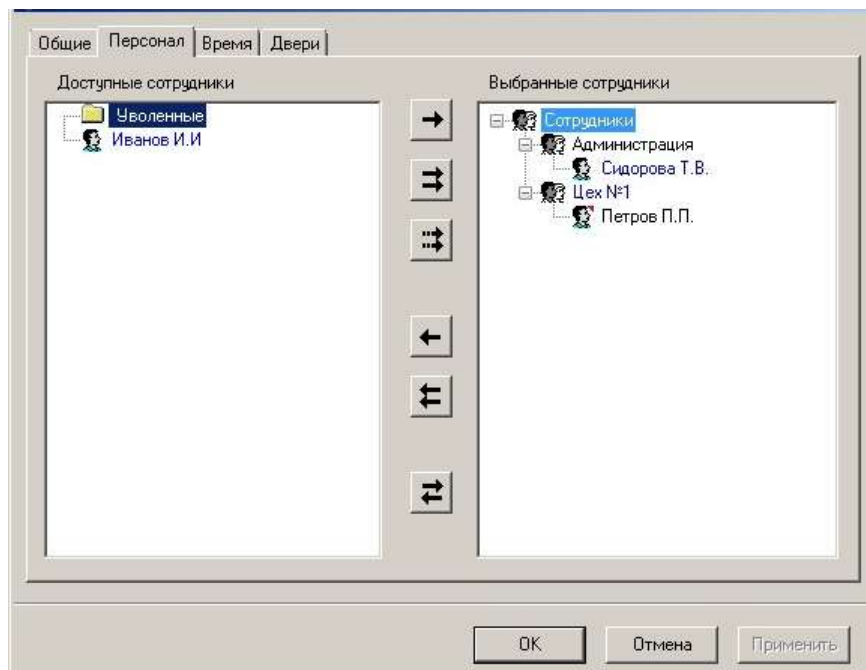 Общие Персонал Время Двери
Доступные сотрудники
Уволенные
Иванов И.И
Выбранные сотрудники
Сотрудники
Администрация
Сидорова Т.В.
Цех №1
Петров П.П.
OK Отмена Применить